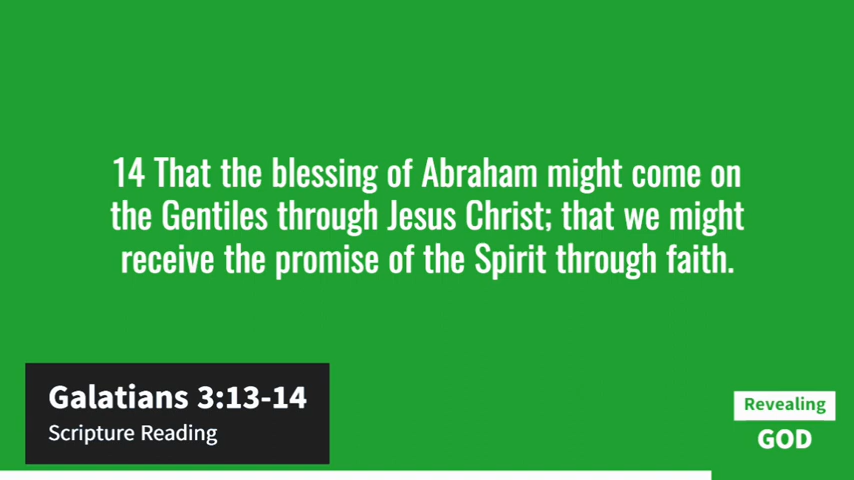 14 That the blessing of Abraham might come on
the Gentiles through Jesus Christ; that we might
receive the promise of the Spirit through faith.
Galatians 3:13-14
Scripture Reading
Revealing
GOD